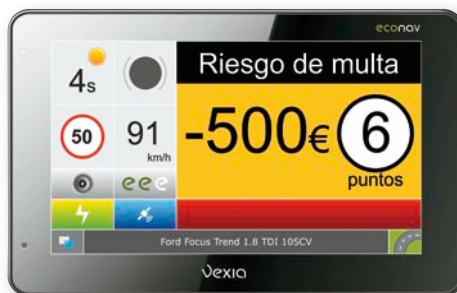 econav
4s
Riesgo de multa
50
91
km/h
-500€
6
puntos
eee
Ford Focus Trend 1.8 TDI 105CV
vexia